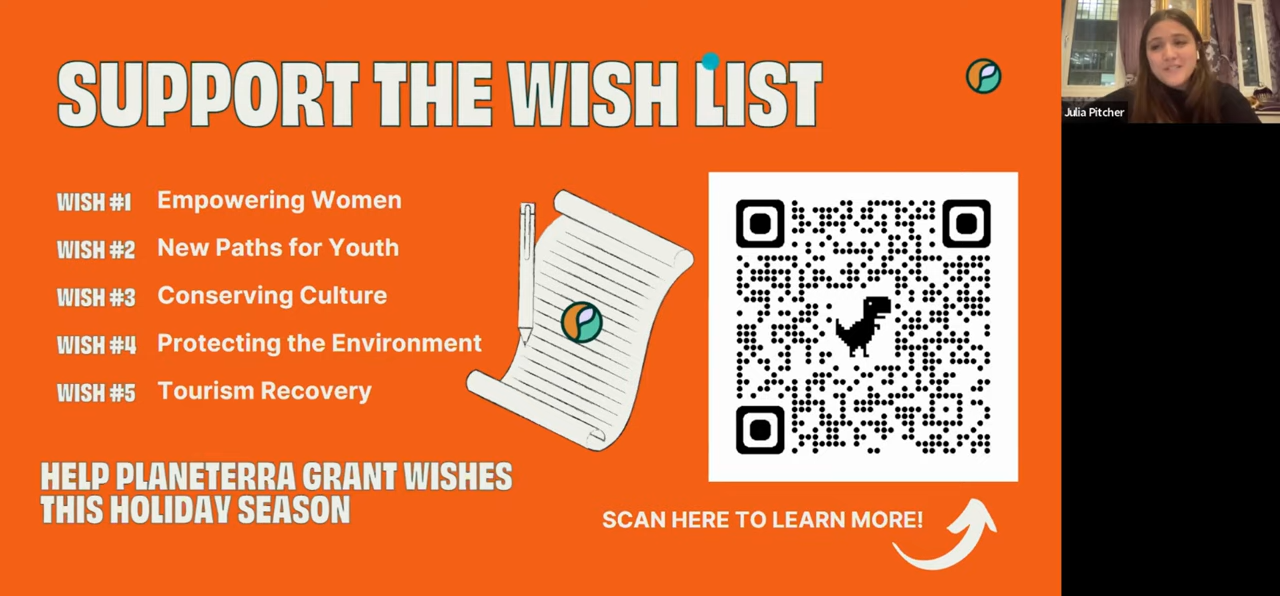 SUPPORT THE WISH LIST
WISH #1 Empowering Women
WISH #2 New Paths for Youth
WISH #3 Conserving Culture
WISH #4 Protecting the Environment
WISH #5 Tourism Recovery
HELP PLANETERRA GRANT WISHES
THIS HOLIDAY SEASON
SCAN HERE TO LEARN MORE!
Julia Pitcher